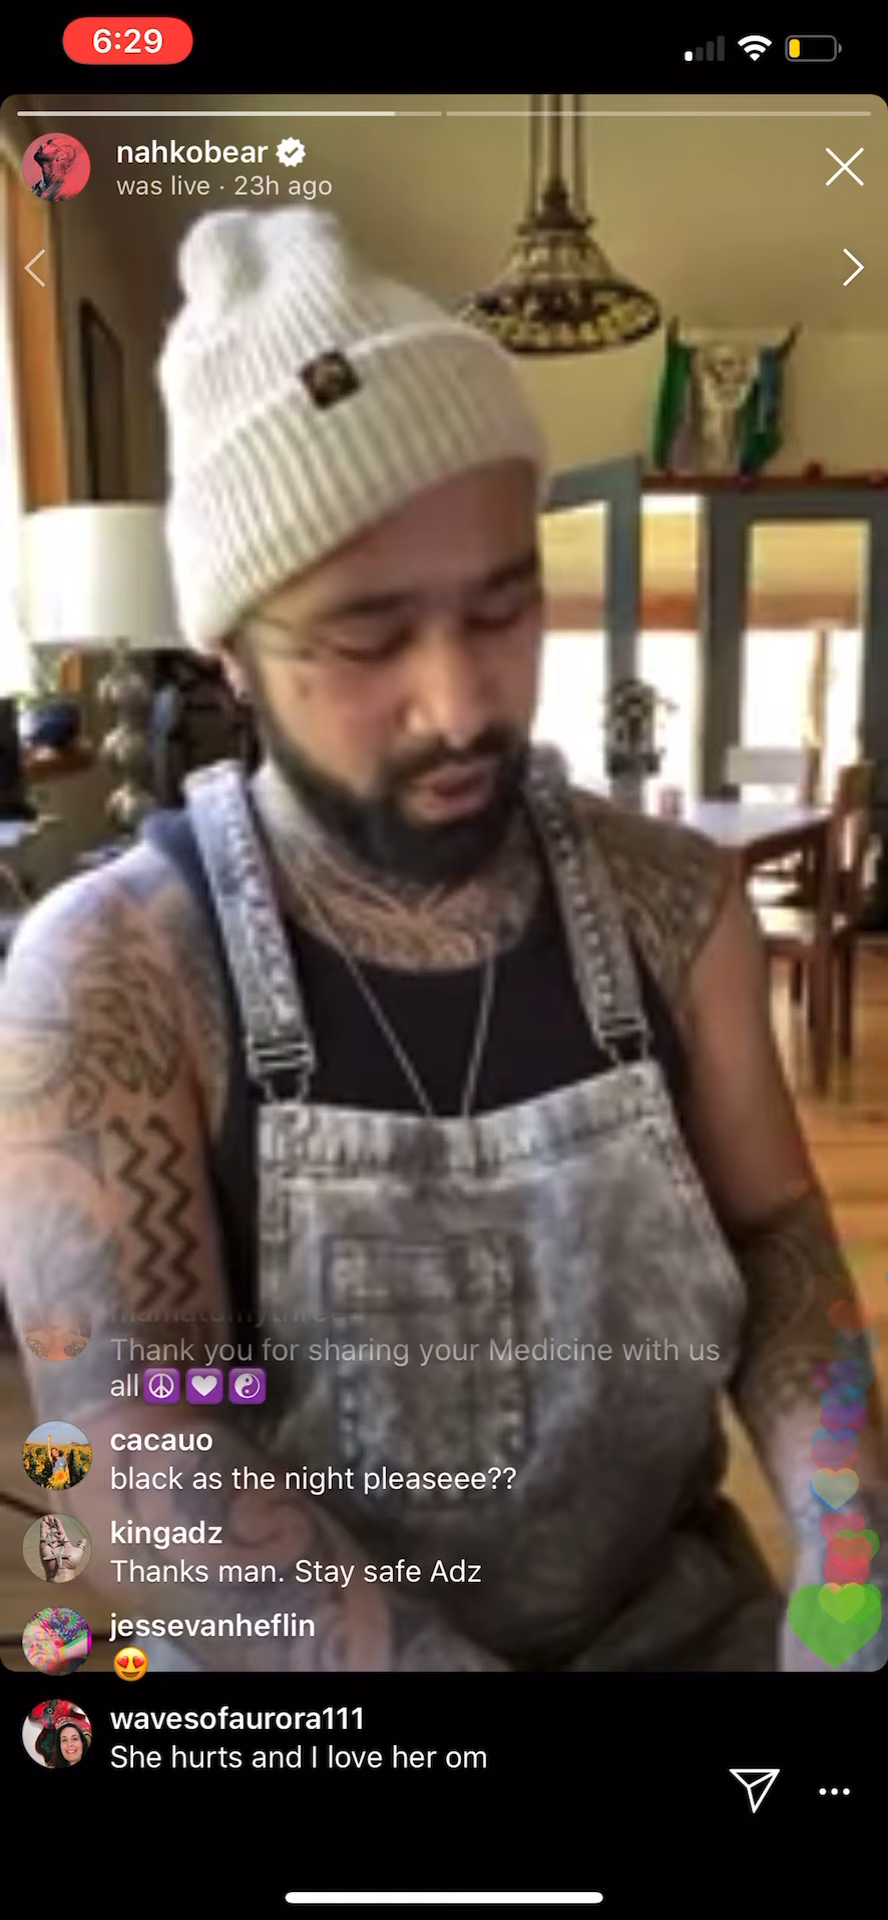 6:29
nahkobear
was live · 23h ago
Thank you for sharing your Medicine with us
all☮️💟☯️
cacauo
black as the night pleaseee??
kingadz
Thanks man. Stay safe Adz
jessevanheflin
😍
wavesofaurora111
She hurts and I love her om